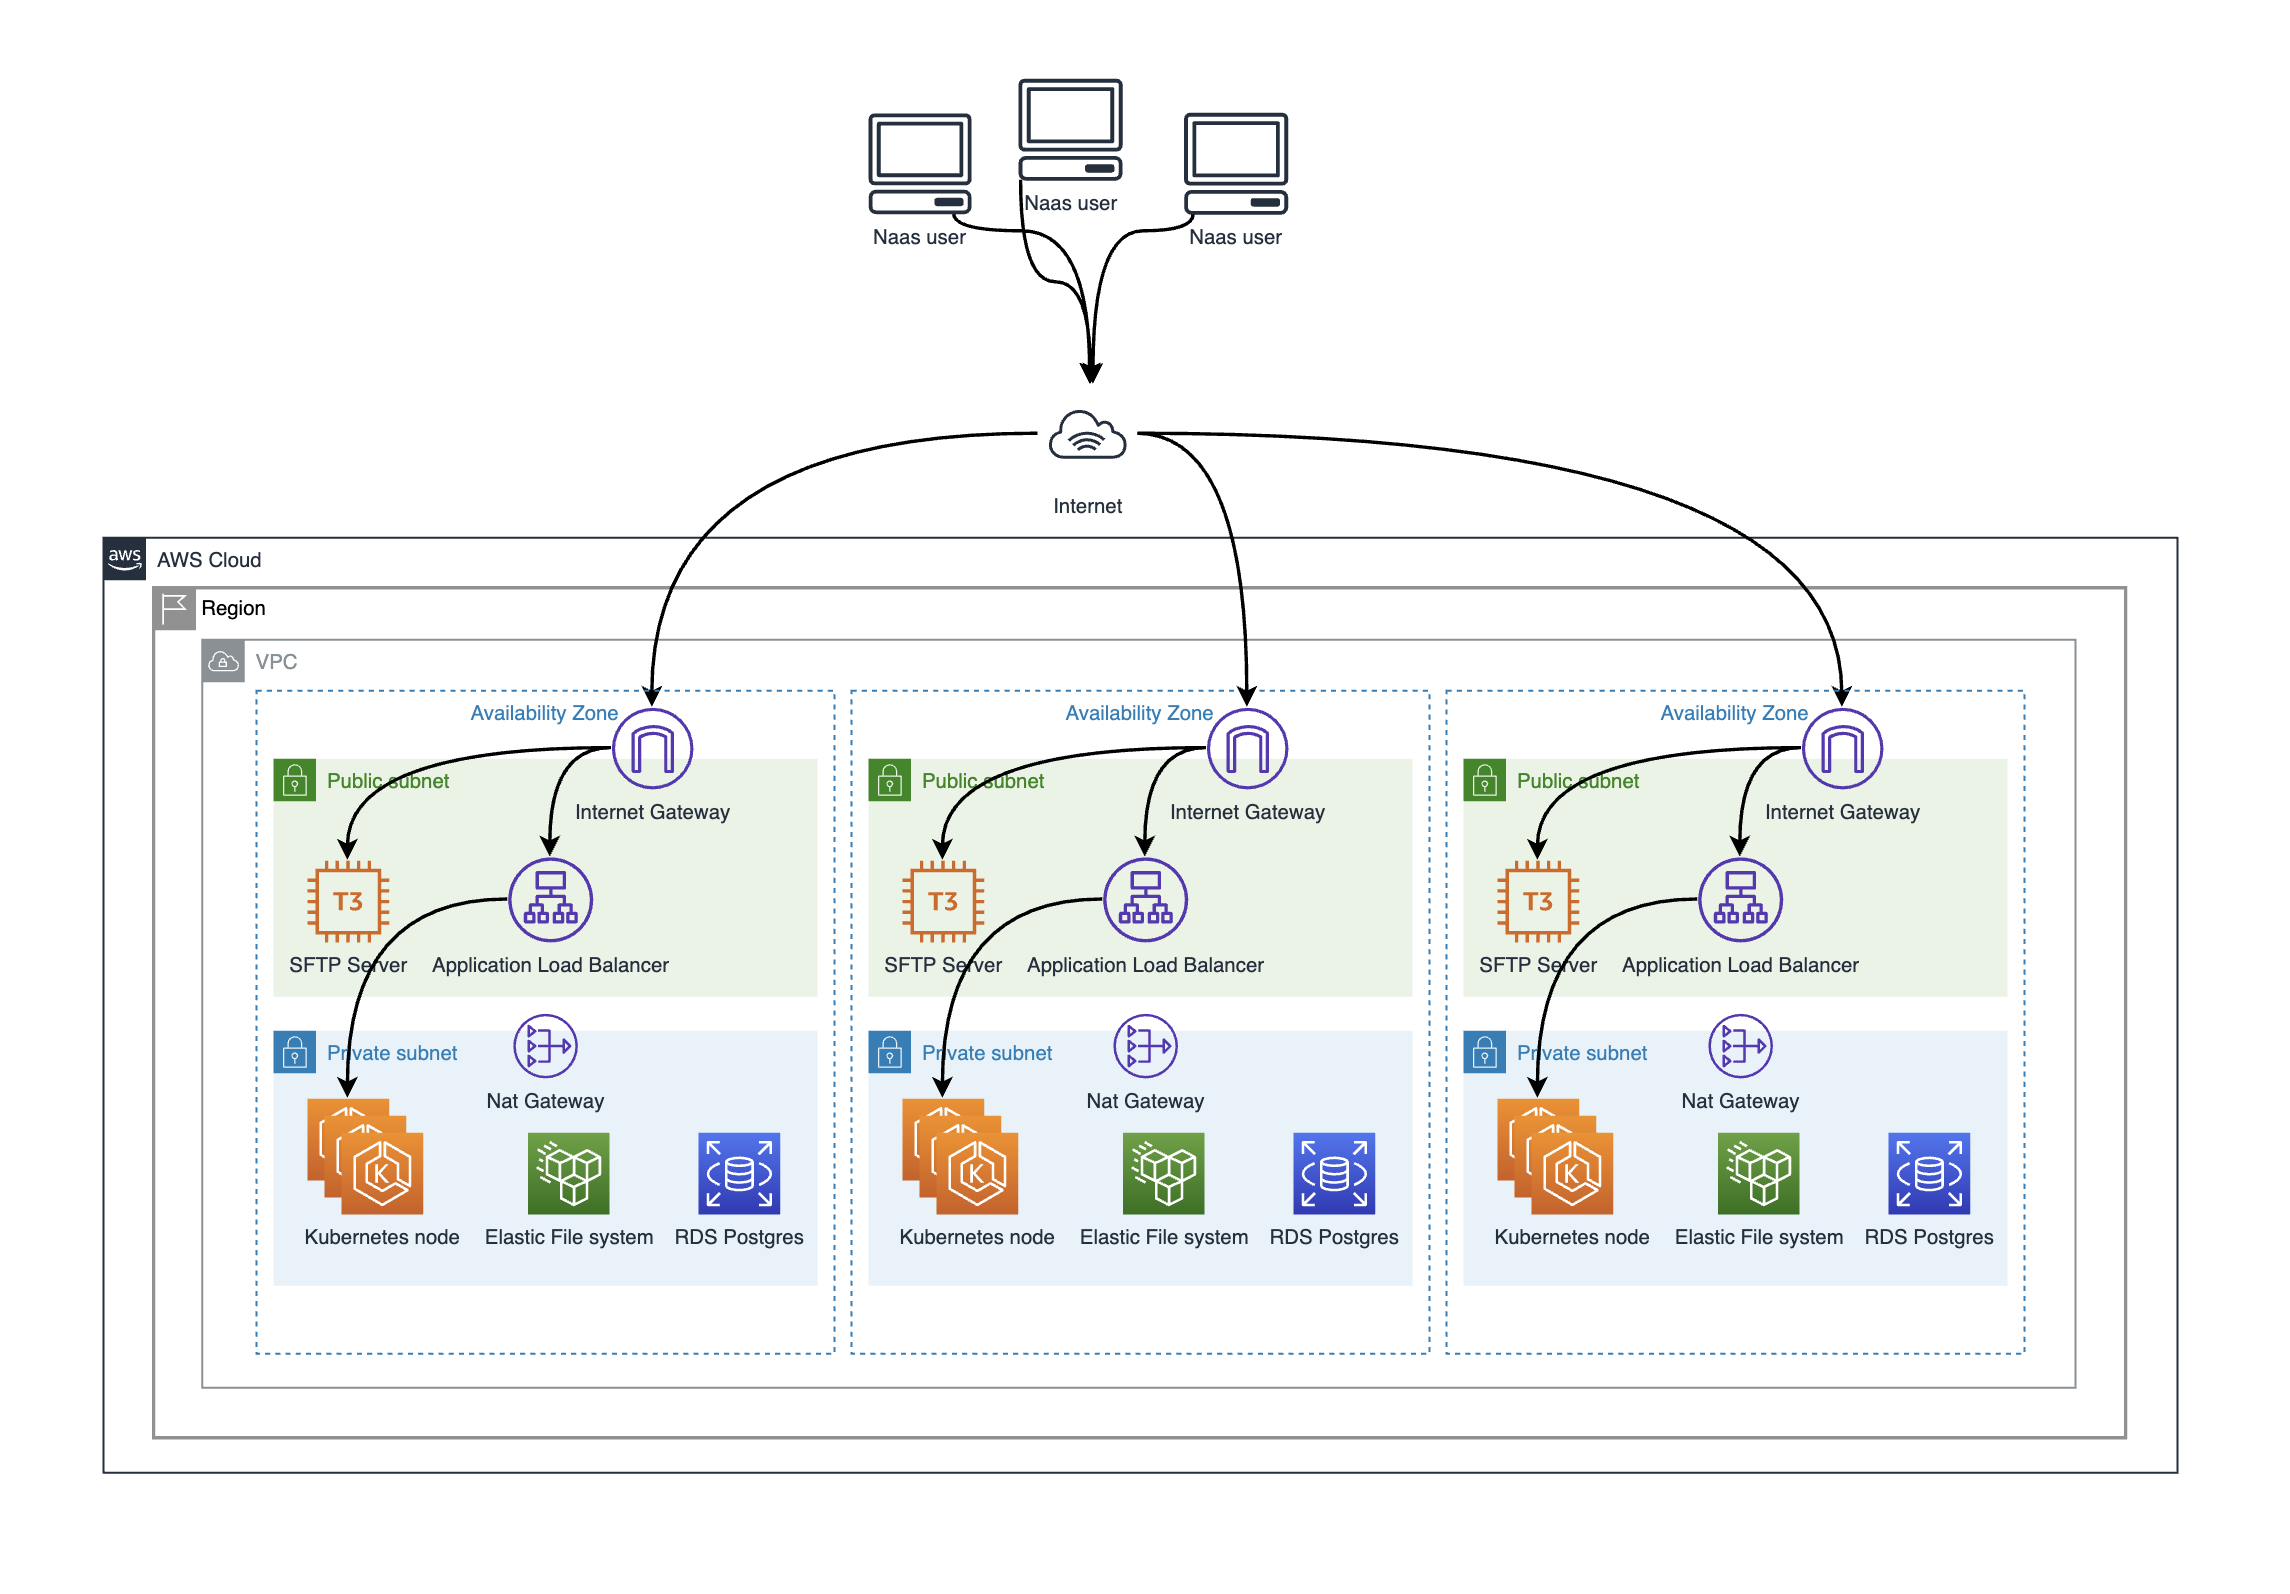 Naas user
Naas user
Naas user
Internet
aws
AWS Cloud
Region
VPC
Availability Zone
Public subnet
Internet Gateway
T3
SFTP Server
Application Load Balancer
Private subnet
Nat Gateway
K
Kubernetes node
Elastic File system
RDS Postgres
Availability Zone
Public subnet
Internet Gateway
T3
SFTP Server
Application Load Balancer
Private subnet
Nat Gateway
K
Kubernetes node
Elastic File system
RDS Postgres
Availability Zone
Public subnet
Internet Gateway
T3
SFTP Server
Application Load Balancer
Private subnet
Nat Gateway
K
Kubernetes node
Elastic File system
RDS Postgres